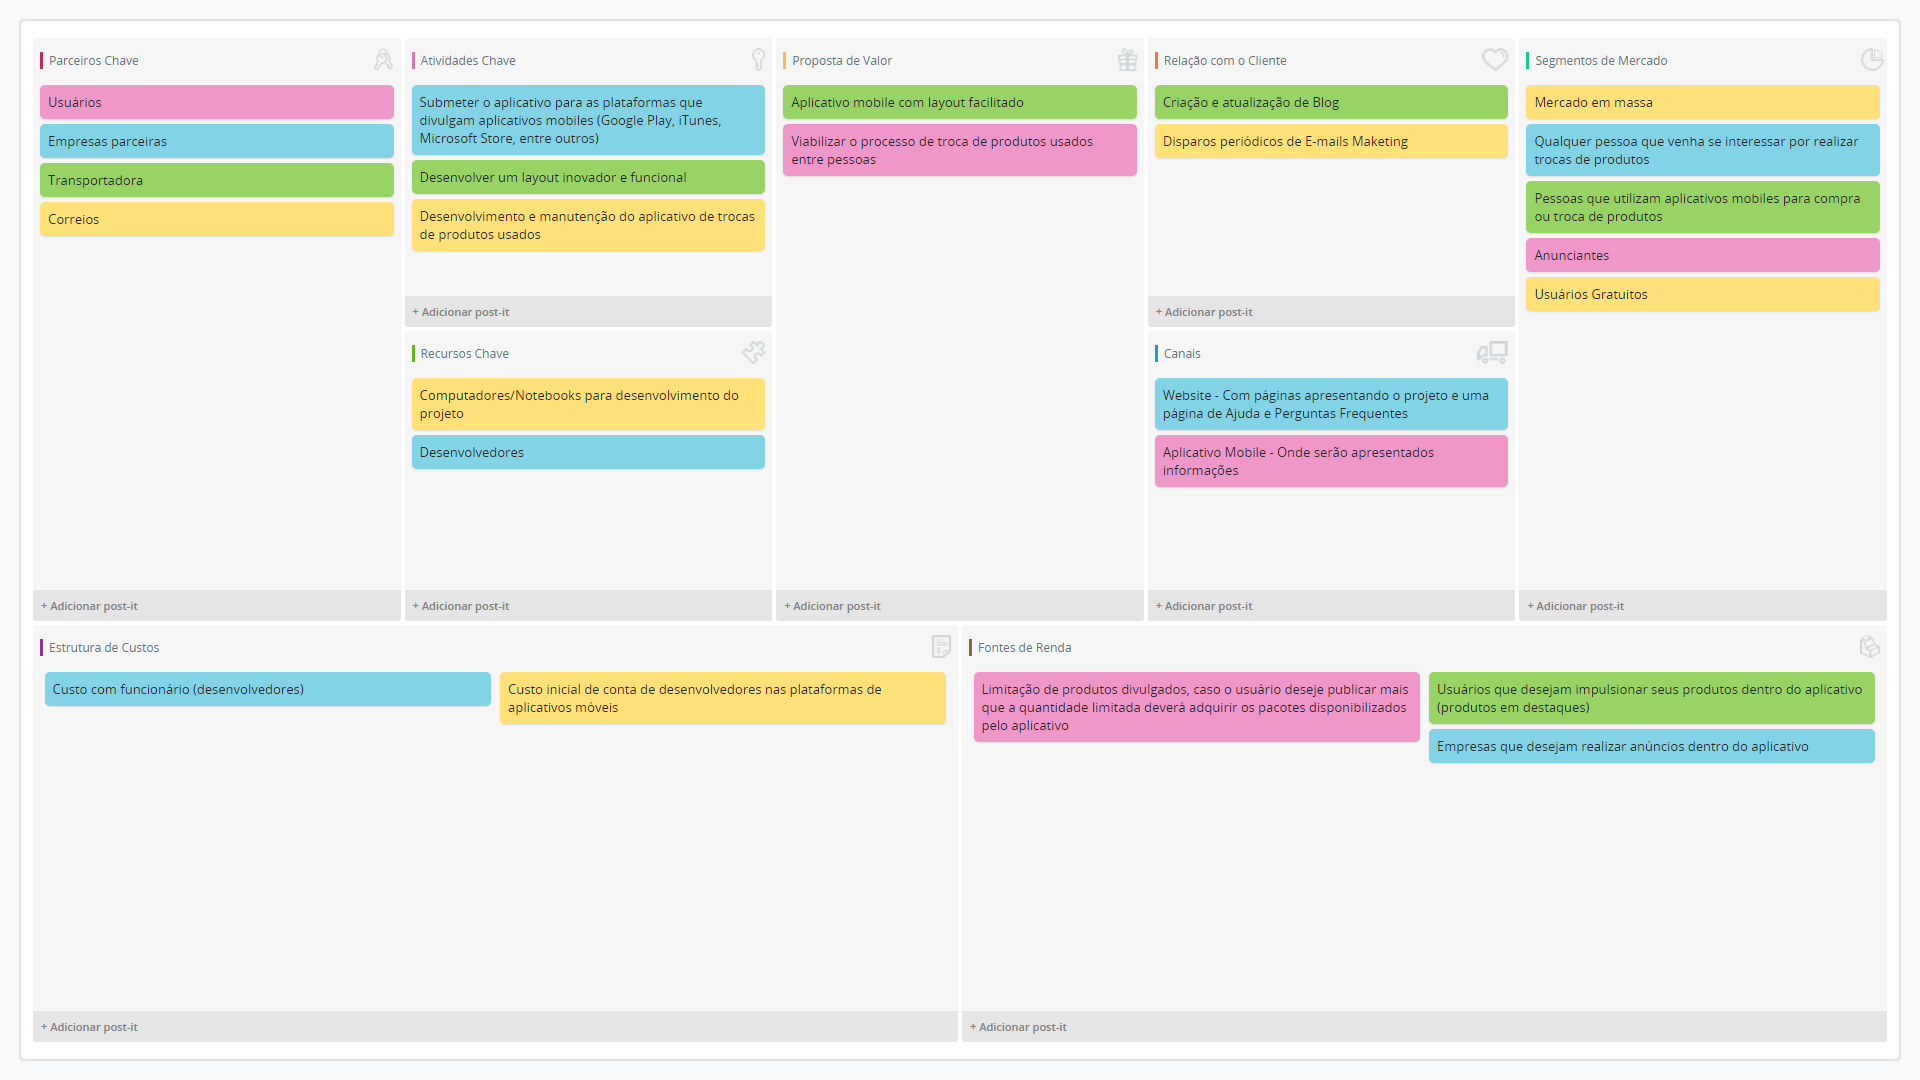 Parceiros Chave
Usuários
Empresas parceiras
Transportadora
Correios
+ Adicionar post-it
Atividades Chave
Submeter o aplicativo para as plataformas que
divulgam aplicativos mobiles (Google Play, iTunes,
Microsoft Store, entre outros)
Desenvolver um layout inovador e funcional
Desenvolvimento e manutenção do aplicativo de trocas
de produtos usados
+ Adicionar post-it
Recursos Chave
Computadores/Notebooks para desenvolvimento do
projeto
Desenvolvedores
+ Adicionar post-it
Proposta de Valor
Aplicativo mobile com layout facilitado
Viabilizar o processo de troca de produtos usados
entre pessoas
+ Adicionar post-it
Relação com o Cliente
Criação e atualização de Blog
Disparos periódicos de E-mails Maketing
+ Adicionar post-it
Canais
Website - Com páginas apresentando o projeto e uma
página de Ajuda e Perguntas Frequentes
Aplicativo Mobile - Onde serão apresentados
informações
+ Adicionar post-it
Segmentos de Mercado
Mercado em massa
Qualquer pessoa que venha se interessar por realizar
trocas de produtos
Pessoas que utilizam aplicativos mobiles para compra
ou troca de produtos
Anunciantes
Usuários Gratuitos
+ Adicionar post-it
Estrutura de Custos
Custo com funcionário (desenvolvedores)
Custo inicial de conta de desenvolvedores nas plataformas de
aplicativos móveis
+ Adicionar post-it
Fontes de Renda
Limitação de produtos divulgados, caso o usuário deseje publicar mais
que a quantidade limitada deverá adquirir os pacotes disponibilizados
pelo aplicativo
Usuários que desejam impulsionar seus produtos dentro do aplicativo
(produtos em destaques)
Empresas que desejam realizar anúncios dentro do aplicativo
+ Adicionar post-it